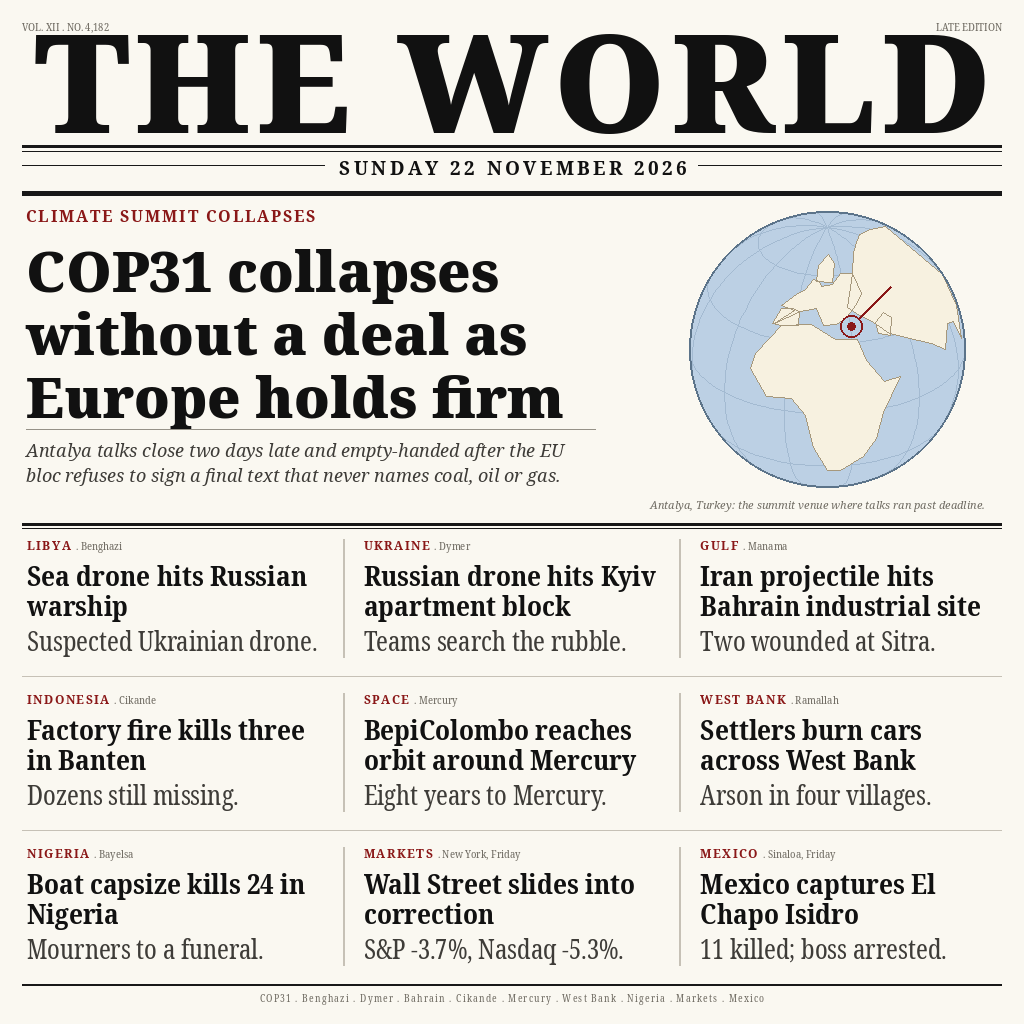 VOL. XII . NO. 4,182
LATE EDITION
THE WORLD
SUNDAY 22 NOVEMBER 2026
CLIMATE SUMMIT COLLAPSES
COP31 collapses
without a deal as
Europe holds firm
Antalya talks close two days late and empty-handed after the EU
bloc refuses to sign a final text that never names coal, oil or gas.
Antalya, Turkey: the summit venue where talks ran past deadline.
LIBYA . Benghazi
Sea drone hits Russian
warship
Suspected Ukrainian drone.
UKRAINE . Dymer
Russian drone hits Kyiv
apartment block
Teams search the rubble.
GULF . Manama
Iran projectile hits
Bahrain industrial site
Two wounded at Sitra.
INDONESIA . Cikande
Factory fire kills three
in Banten
Dozens still missing.
SPACE . Mercury
BepiColombo reaches
orbit around Mercury
Eight years to Mercury.
WEST BANK . Ramallah
Settlers burn cars
across West Bank
Arson in four villages.
NIGERIA . Bayelsa
Boat capsize kills 24 in
Nigeria
Mourners to a funeral.
MARKETS . New York, Friday
Wall Street slides into
correction
S&P -3.7%, Nasdaq -5.3%.
MEXICO . Sinaloa, Friday
Mexico captures El
Chapo Isidro
11 killed; boss arrested.
COP31 . Benghazi . Dymer . Bahrain . Cikande . Mercury . West Bank . Nigeria . Markets . Mexico